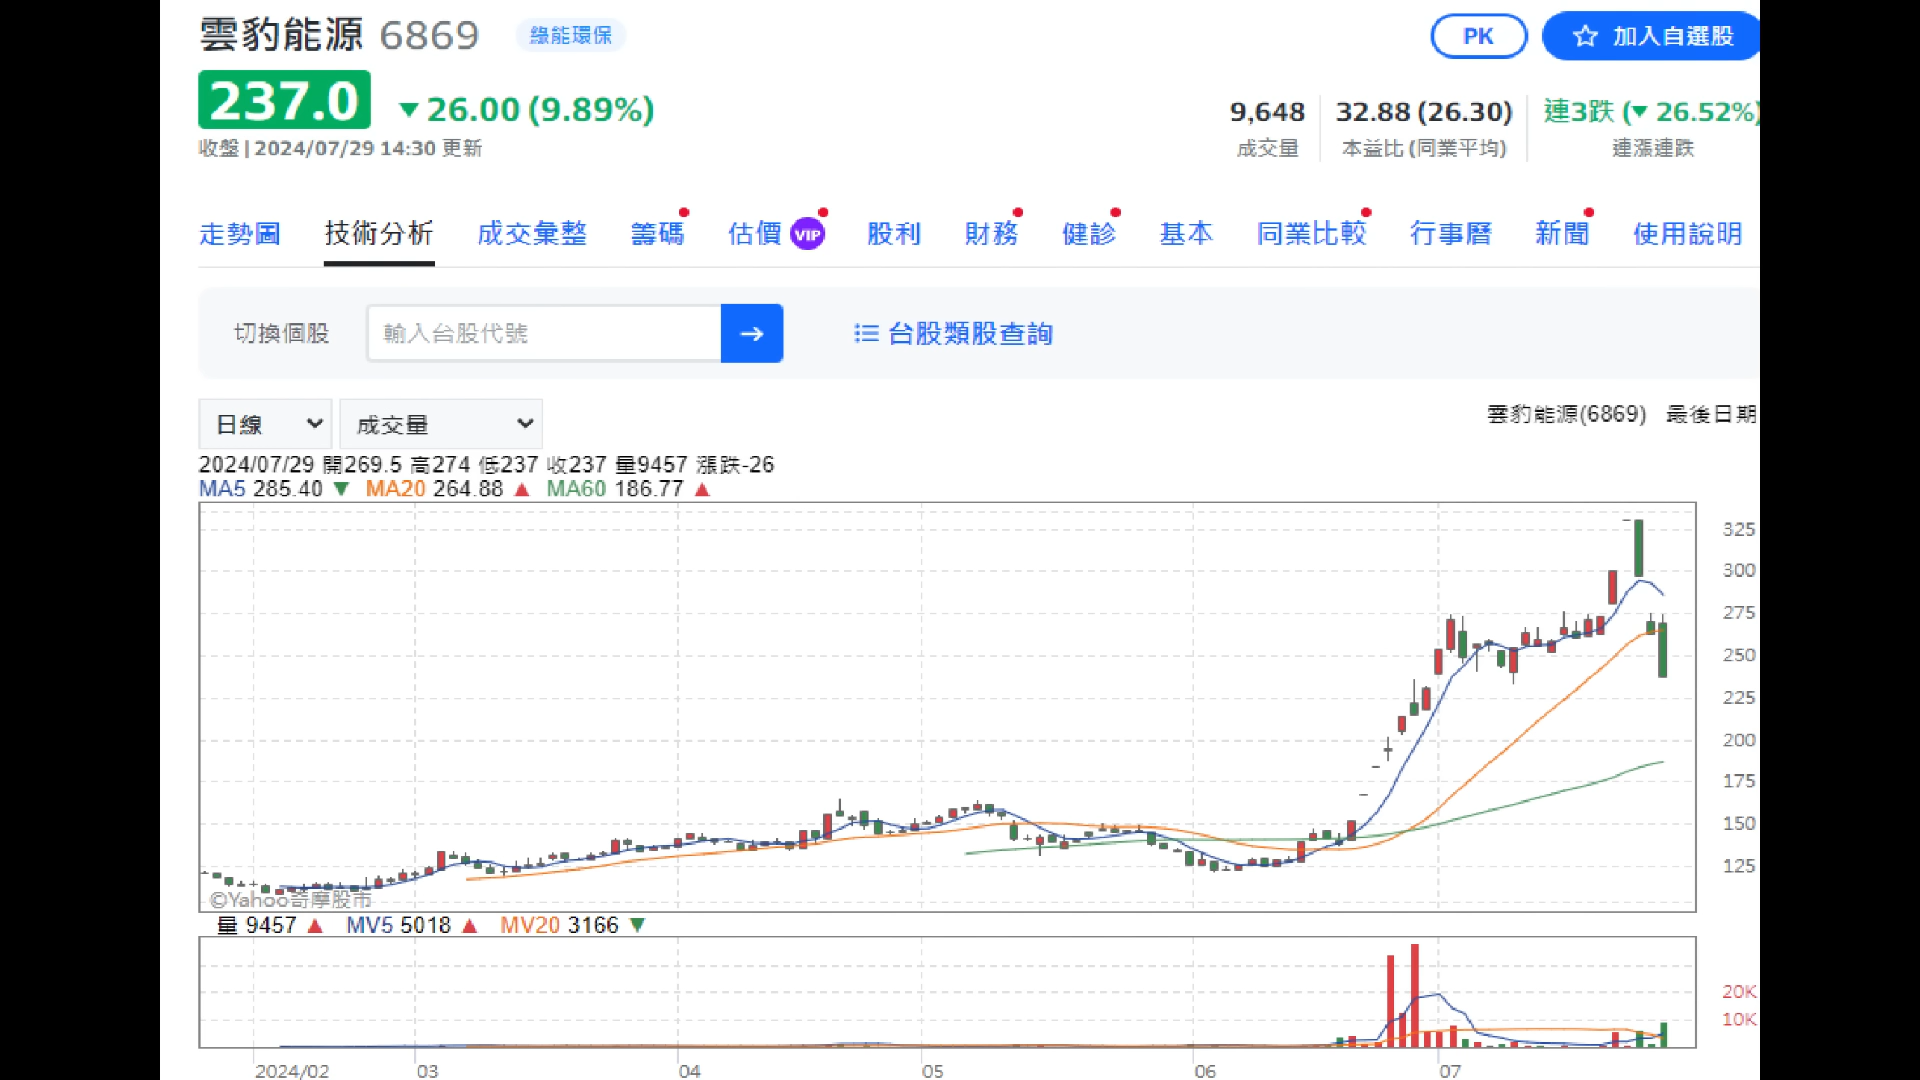 雲豹能源 6869 綠能環保 PK 加入自選股
237.0 ▼26.00 (9.89%)
9,648 32.88 (26.30) 連3跌 (▼ 26.52%)
收盤 | 2024/07/29 14:30 更新 成交量 本益比 (同業平均) 連漲連跌
走勢圖 技術分析 成交彙整 籌碼 估價 VIP 股利 財務 健診 基本 同業比較 行事曆 新聞 使用說明
切換個股 輸入台股代號 → 台股類股查詢
日線 成交量 雲豹能源(6869) 最後日期
2024/07/29 開269.5 高274 低237 收237 量9457 漲跌-26
MA5 285.40 ▼ MA20 264.88 ▲ MA60 186.77 ▲
325
300
275
250
225
200
175
150
125
©Yahoo奇摩股市
量 9457 ▲ MV5 5018 ▲ MV20 3166 ▼
20K
10K
2024/02 03 04 05 06 07